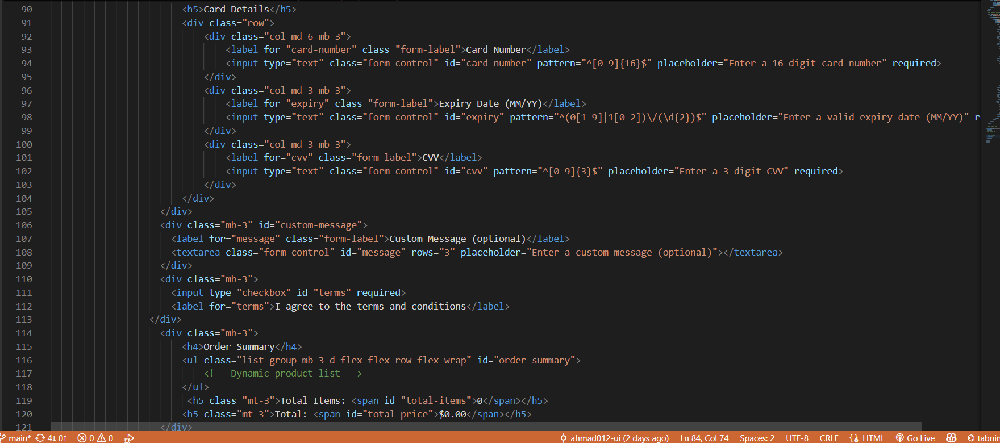 90 <h5>Card Details</h5>
91 <div class="row">
92 <div class="col-md-6 mb-3">
93 <label for="card-number" class="form-label">Card Number</label>
94 <input type="text" class="form-control" id="card-number" pattern="^[0-9]{16}$" placeholder="Enter a 16-digit card number" required>
95 </div>
96 <div class="col-md-3 mb-3">
97 <label for="expiry" class="form-label">Expiry Date (MM/YY)</label>
98 <input type="text" class="form-control" id="expiry" pattern="^(0[1-9]|1[0-2])\/(\d{2})$" placeholder="Enter a valid expiry date (MM/YY)" r
99 </div>
100 <div class="col-md-3 mb-3">
101 <label for="cvv" class="form-label">CVV</label>
102 <input type="text" class="form-control" id="cvv" pattern="^[0-9]{3}$" placeholder="Enter a 3-digit CVV" required>
103 </div>
104 </div>
105 </div>
106 <div class="mb-3" id="custom-message">
107 <label for="message" class="form-label">Custom Message (optional)</label>
108 <textarea class="form-control" id="message" rows="3" placeholder="Enter a custom message (optional)"></textarea>
109 </div>
110 <div class="mb-3">
111 <input type="checkbox" id="terms" required>
112 <label for="terms">I agree to the terms and conditions</label>
113 </div>
114 <div class="mb-3">
115 <h4>Order Summary</h4>
116 <ul class="list-group mb-3 d-flex flex-row flex-wrap" id="order-summary">
117 <!-- Dynamic product list -->
118 </ul>
119 <h5 class="mt-3">Total Items: <span id="total-items">0</span></h5>
120 <h5 class="mt-3">Total: <span id="total-price">$0.00</span></h5>
121 </div>
main* 4↓ 0↑ 0 0 ahmad012-ui (2 days ago) Ln 84, Col 74 Spaces: 2 UTF-8 CRLF {} HTML Go Live tabnin